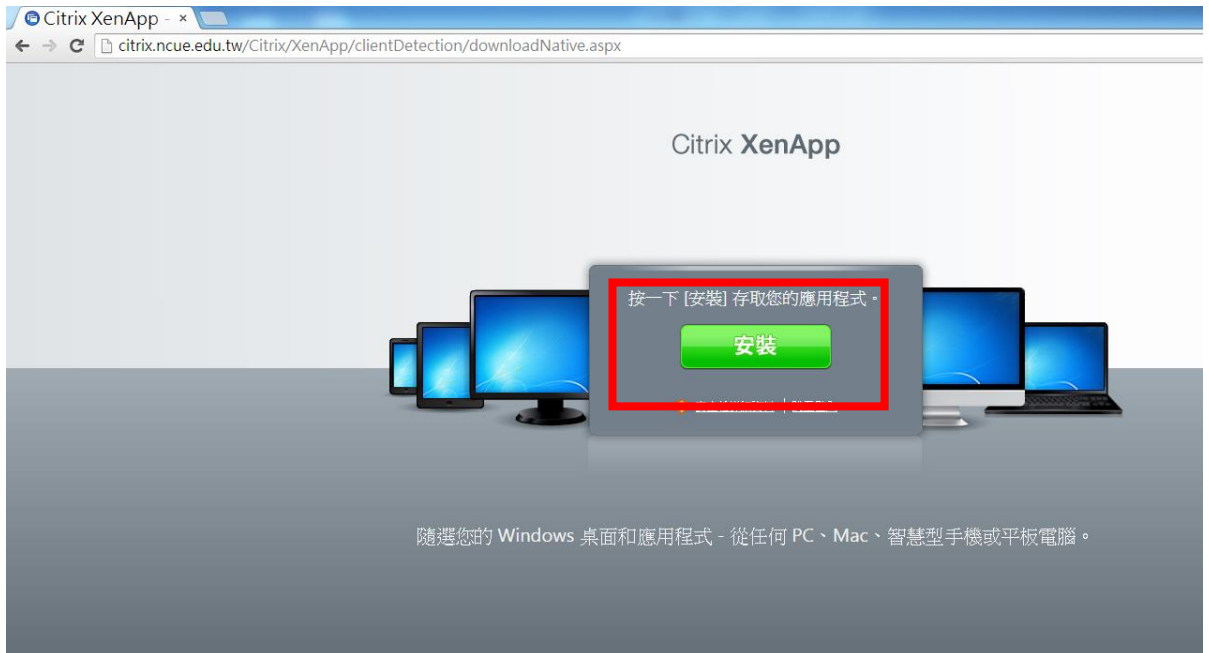 Citrix XenApp - ×
citrix.ncue.edu.tw/Citrix/XenApp/clientDetection/downloadNative.aspx
Citrix XenApp
按一下 [安裝] 存取您的應用程式。
安裝
隨選您的 Windows 桌面和應用程式 - 從任何 PC、Mac、智慧型手機或平板電腦。